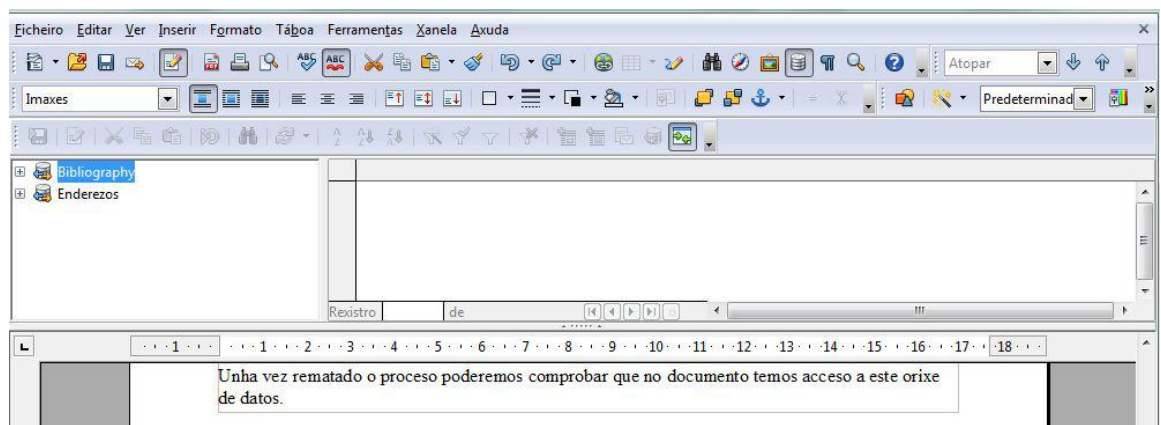 Ficheiro Editar Ver Inserir Formato Táboa Ferramentas Xanela Axuda
Atopar
Imaxes Predeterminad
Bibliography
Enderezos
Rexistro de
1 1 2 3 4 5 6 7 8 9 10 11 12 13 14 15 16 17 18
Unha vez rematado o proceso poderemos comprobar que no documento temos acceso a este orixe
de datos.